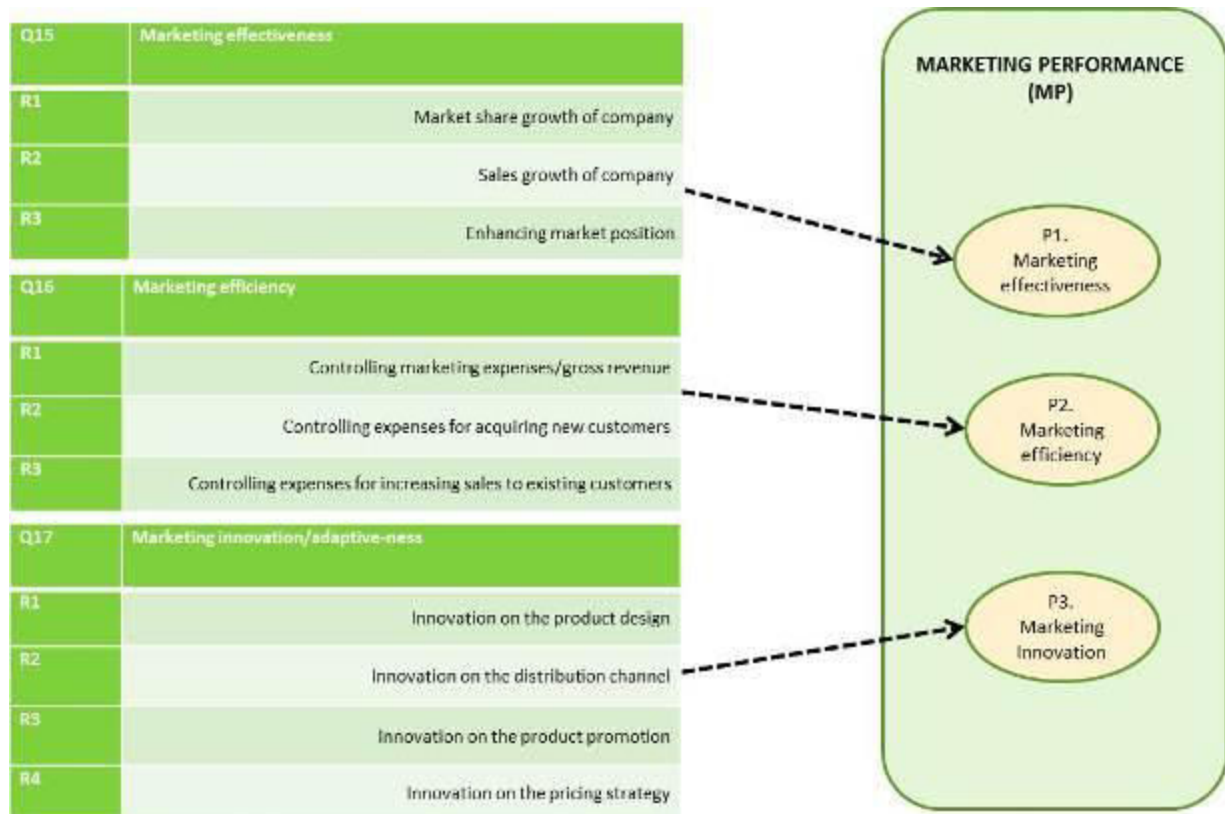 Q15 Marketing effectiveness
R1 Market share growth of company
R2 Sales growth of company
R3 Enhancing market position
Q16 Marketing efficiency
R1 Controlling marketing expenses/gross revenue
R2 Controlling expenses for acquiring new customers
R3 Controlling expenses for increasing sales to existing customers
Q17 Marketing innovation/adaptive-ness
R1 Innovation on the product design
R2 Innovation on the distribution channel
R3 Innovation on the product promotion
R4 Innovation on the pricing strategy
MARKETING PERFORMANCE
(MP)
P1.
Marketing
effectiveness
P2.
Marketing
efficiency
P3.
Marketing
Innovation